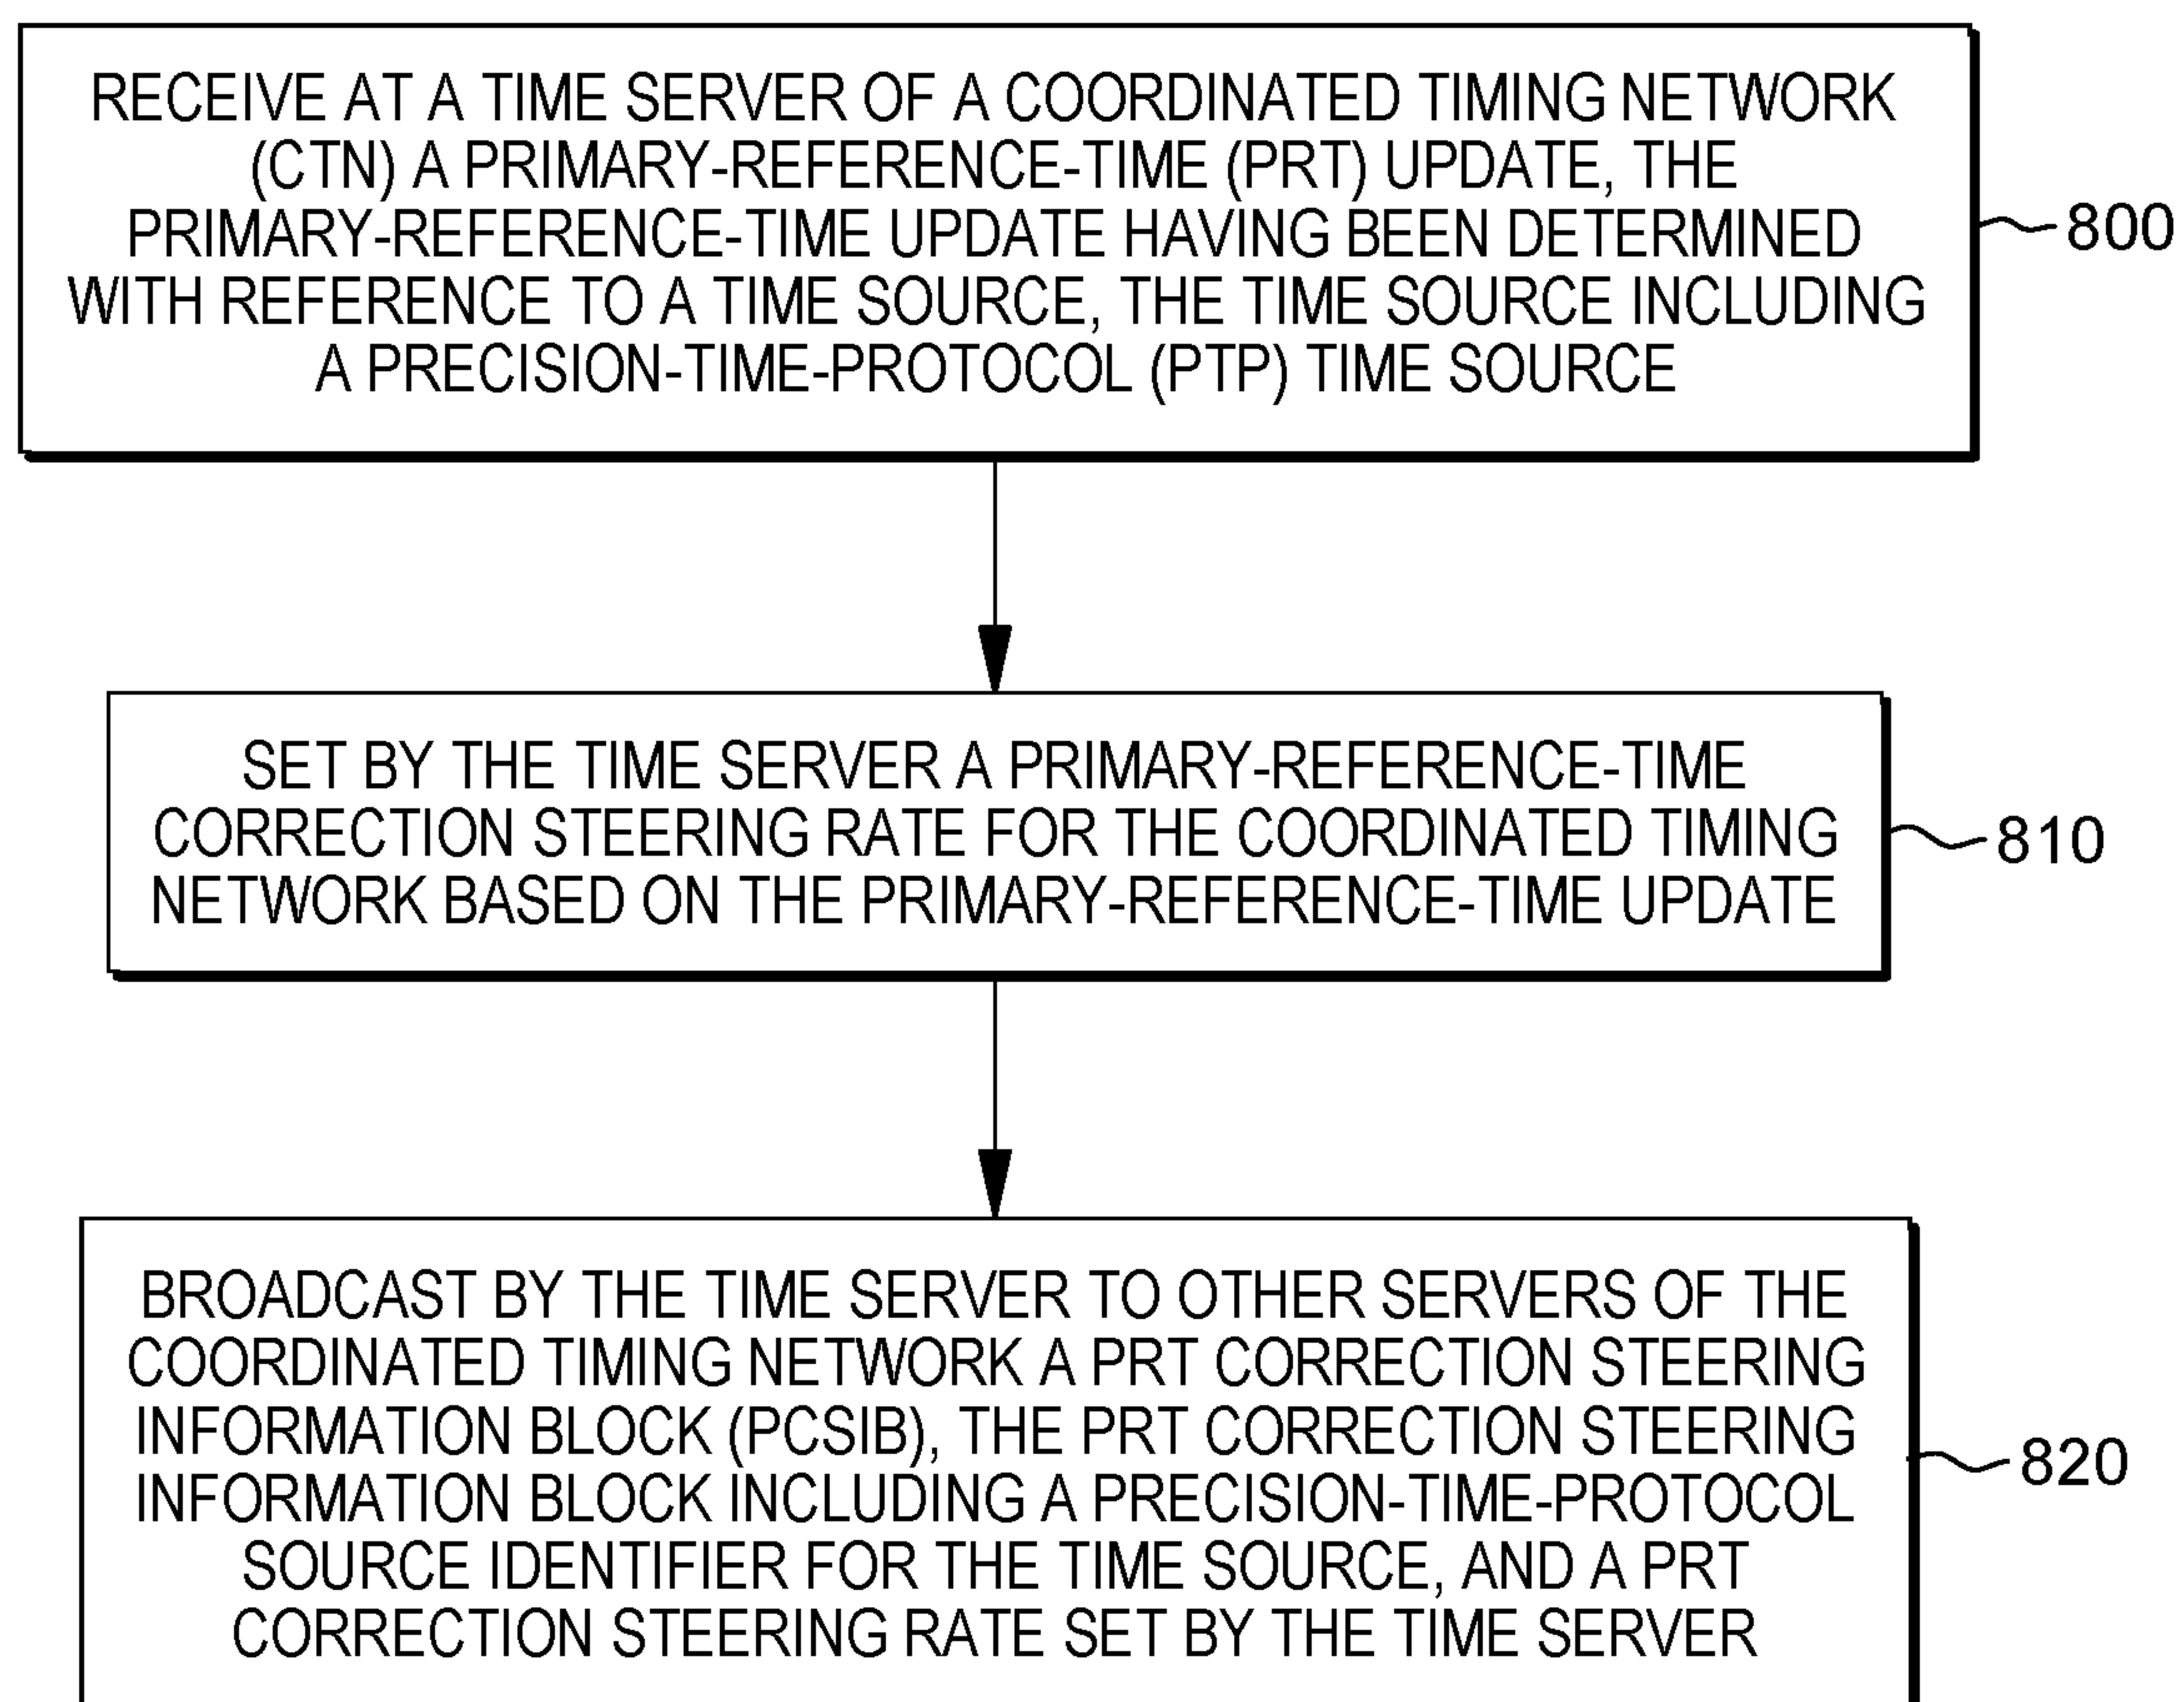 RECEIVE AT A TIME SERVER OF A COORDINATED TIMING NETWORK
(CTN) A PRIMARY-REFERENCE-TIME (PRT) UPDATE, THE
PRIMARY-REFERENCE-TIME UPDATE HAVING BEEN DETERMINED
WITH REFERENCE TO A TIME SOURCE, THE TIME SOURCE INCLUDING
A PRECISION-TIME-PROTOCOL (PTP) TIME SOURCE
800
SET BY THE TIME SERVER A PRIMARY-REFERENCE-TIME
CORRECTION STEERING RATE FOR THE COORDINATED TIMING
NETWORK BASED ON THE PRIMARY-REFERENCE-TIME UPDATE
810
BROADCAST BY THE TIME SERVER TO OTHER SERVERS OF THE
COORDINATED TIMING NETWORK A PRT CORRECTION STEERING
INFORMATION BLOCK (PCSIB), THE PRT CORRECTION STEERING
INFORMATION BLOCK INCLUDING A PRECISION-TIME-PROTOCOL
SOURCE IDENTIFIER FOR THE TIME SOURCE, AND A PRT
CORRECTION STEERING RATE SET BY THE TIME SERVER
820